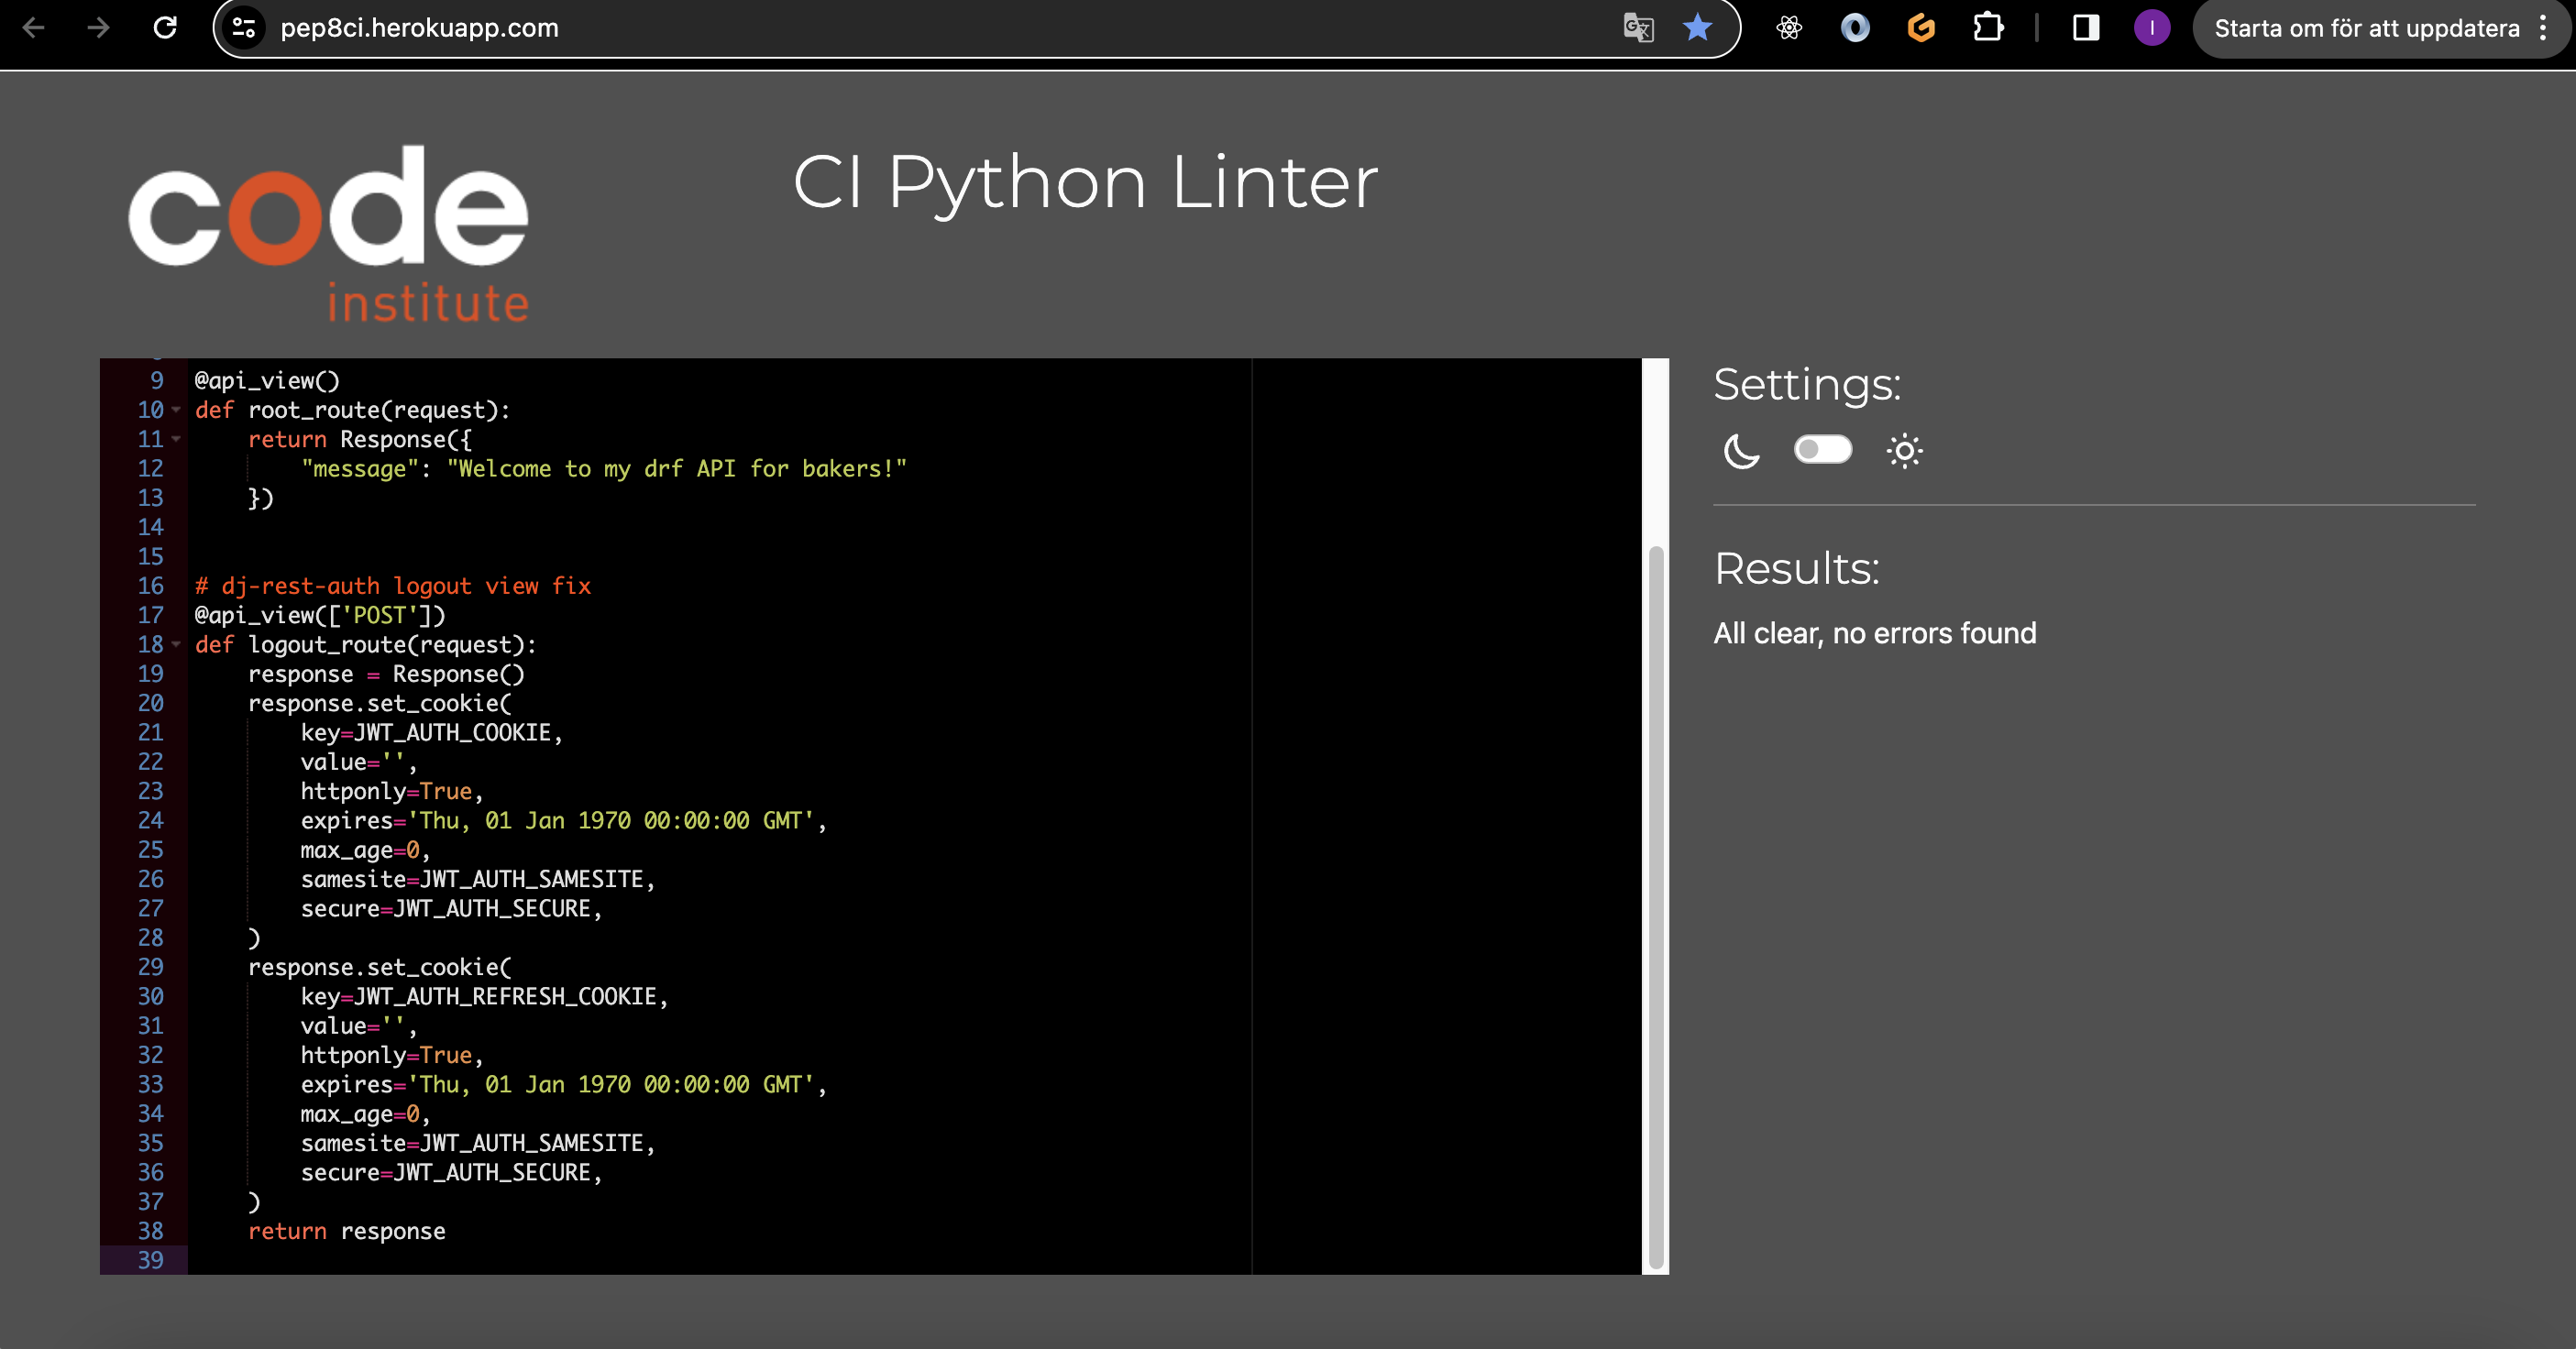 pep8ci.herokuapp.com
Starta om för att uppdatera
code
institute
CI Python Linter
9 @api_view()
10 def root_route(request):
11     return Response({
12         "message": "Welcome to my drf API for bakers!"
13     })
14
15
16 # dj-rest-auth logout view fix
17 @api_view(['POST'])
18 def logout_route(request):
19     response = Response()
20     response.set_cookie(
21         key=JWT_AUTH_COOKIE,
22         value='',
23         httponly=True,
24         expires='Thu, 01 Jan 1970 00:00:00 GMT',
25         max_age=0,
26         samesite=JWT_AUTH_SAMESITE,
27         secure=JWT_AUTH_SECURE,
28     )
29     response.set_cookie(
30         key=JWT_AUTH_REFRESH_COOKIE,
31         value='',
32         httponly=True,
33         expires='Thu, 01 Jan 1970 00:00:00 GMT',
34         max_age=0,
35         samesite=JWT_AUTH_SAMESITE,
36         secure=JWT_AUTH_SECURE,
37     )
38     return response
39
Settings:
Results:
All clear, no errors found